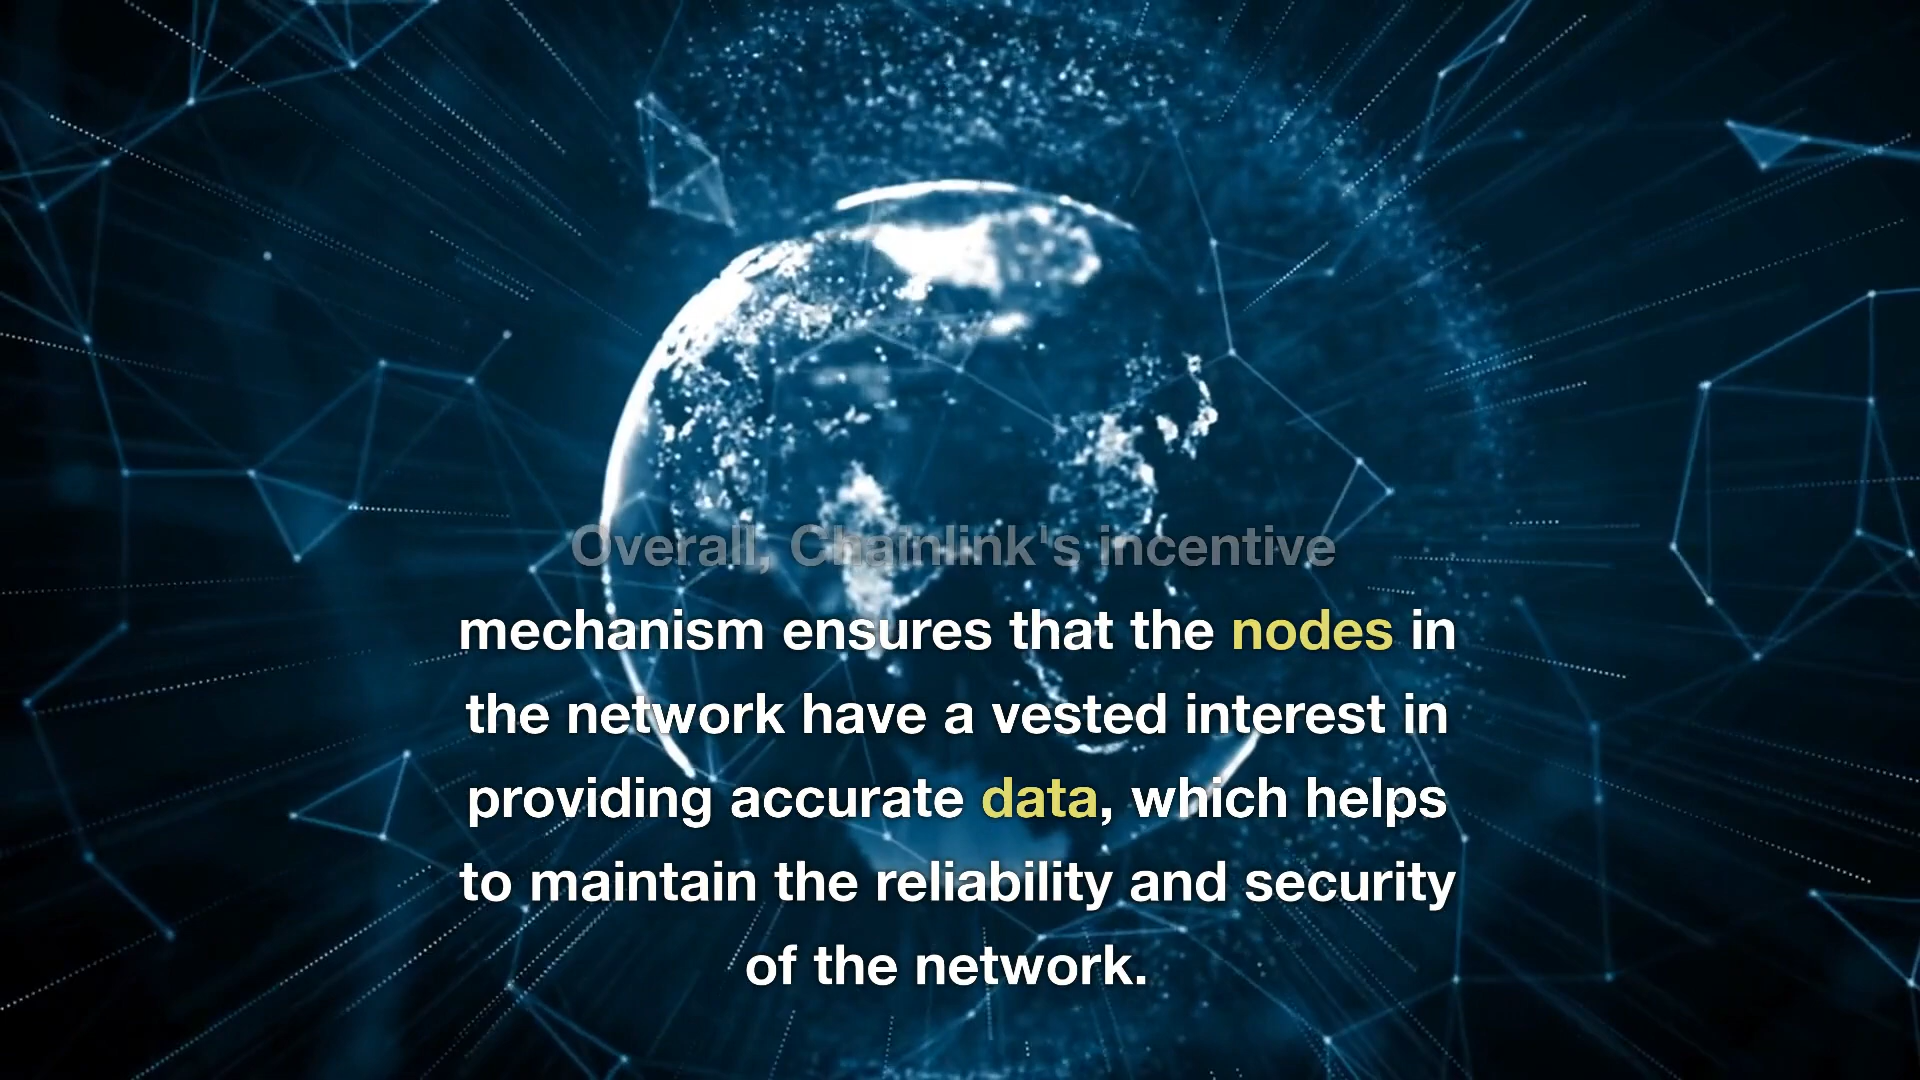 Overall, Chainlink's incentive
mechanism ensures that the nodes in
the network have a vested interest in
providing accurate data, which helps
to maintain the reliability and security
of the network.